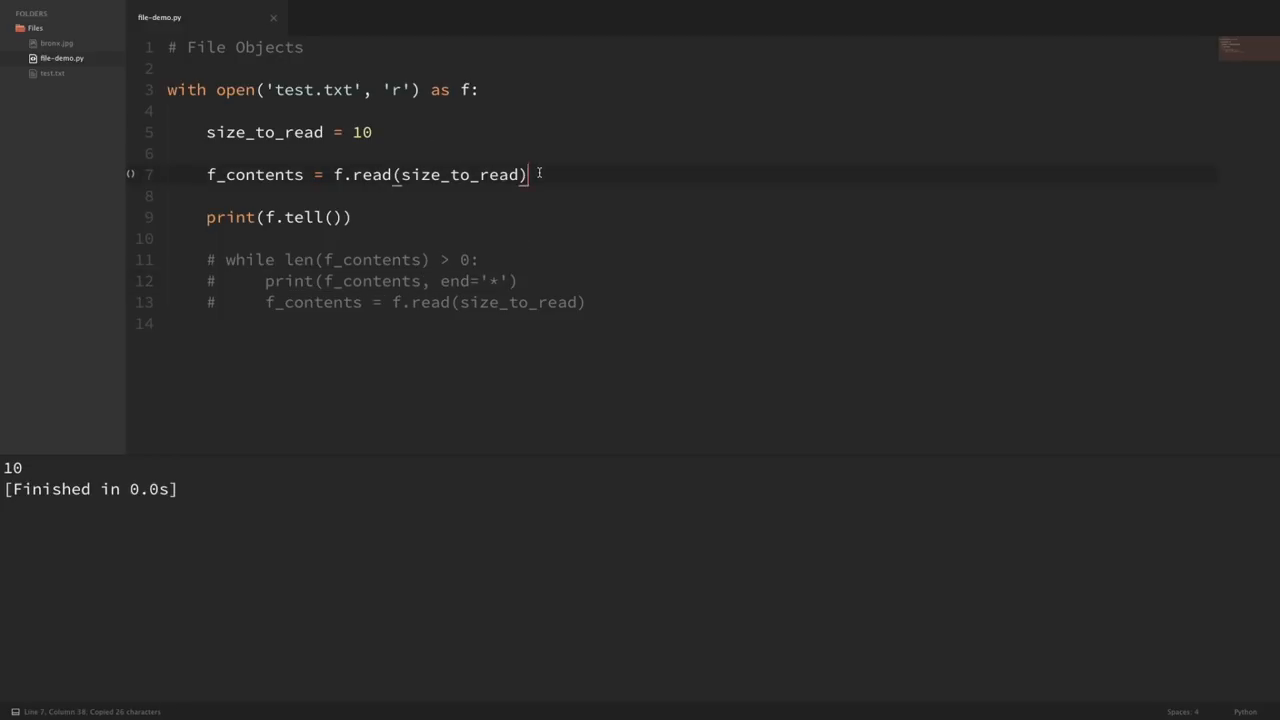 FOLDERS
Files
bronx.jpg
file-demo.py
test.txt
file-demo.py ×
1 # File Objects
2
3 with open('test.txt', 'r') as f:
4
5 size_to_read = 10
6
() 7 f_contents = f.read(size_to_read)
8
9 print(f.tell())
10
11 # while len(f_contents) > 0:
12 #     print(f_contents, end='*')
13 #     f_contents = f.read(size_to_read)
14
10
[Finished in 0.0s]
Line 7, Column 38, Copied 26 characters Spaces: 4 Python